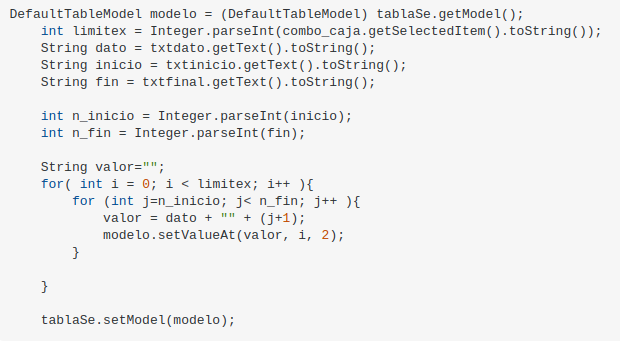 DefaultTableModel modelo = (DefaultTableModel) tablaSe.getModel();
    int limitex = Integer.parseInt(combo_caja.getSelectedItem().toString());
    String dato = txtdato.getText().toString();
    String inicio = txtinicio.getText().toString();
    String fin = txtfinal.getText().toString();

    int n_inicio = Integer.parseInt(inicio);
    int n_fin = Integer.parseInt(fin);

    String valor="";
    for( int i = 0; i < limitex; i++ ){
        for (int j=n_inicio; j< n_fin; j++ ){
            valor = dato + "" + (j+1);
            modelo.setValueAt(valor, i, 2);
        }

    }

    tablaSe.setModel(modelo);